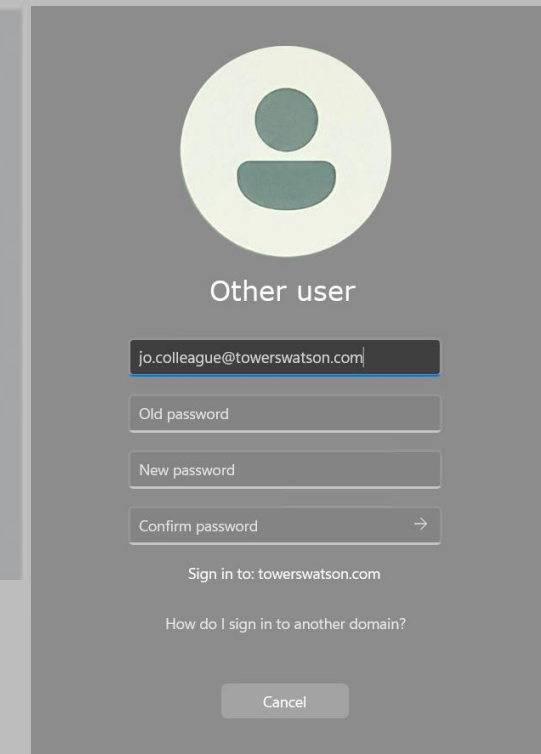 Other user
jo.colleague@towerswatson.com
Old password
New password
Confirm password
Sign in to: towerswatson.com
How do I sign in to another domain?
Cancel